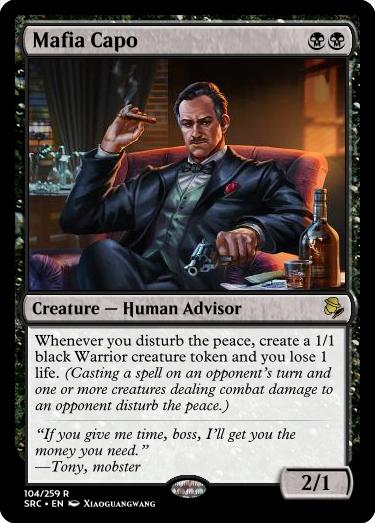 Mafia Capo
Creature — Human Advisor
Whenever you disturb the peace, create a 1/1
black Warrior creature token and you lose 1
life. (Casting a spell on an opponent's turn and
one or more creatures dealing combat damage to
an opponent disturb the peace.)
“If you give me time, boss, I'll get you the
money you need.”
—Tony, mobster
2/1
104/259 R
SRC • EN XIAOGUANGWANG